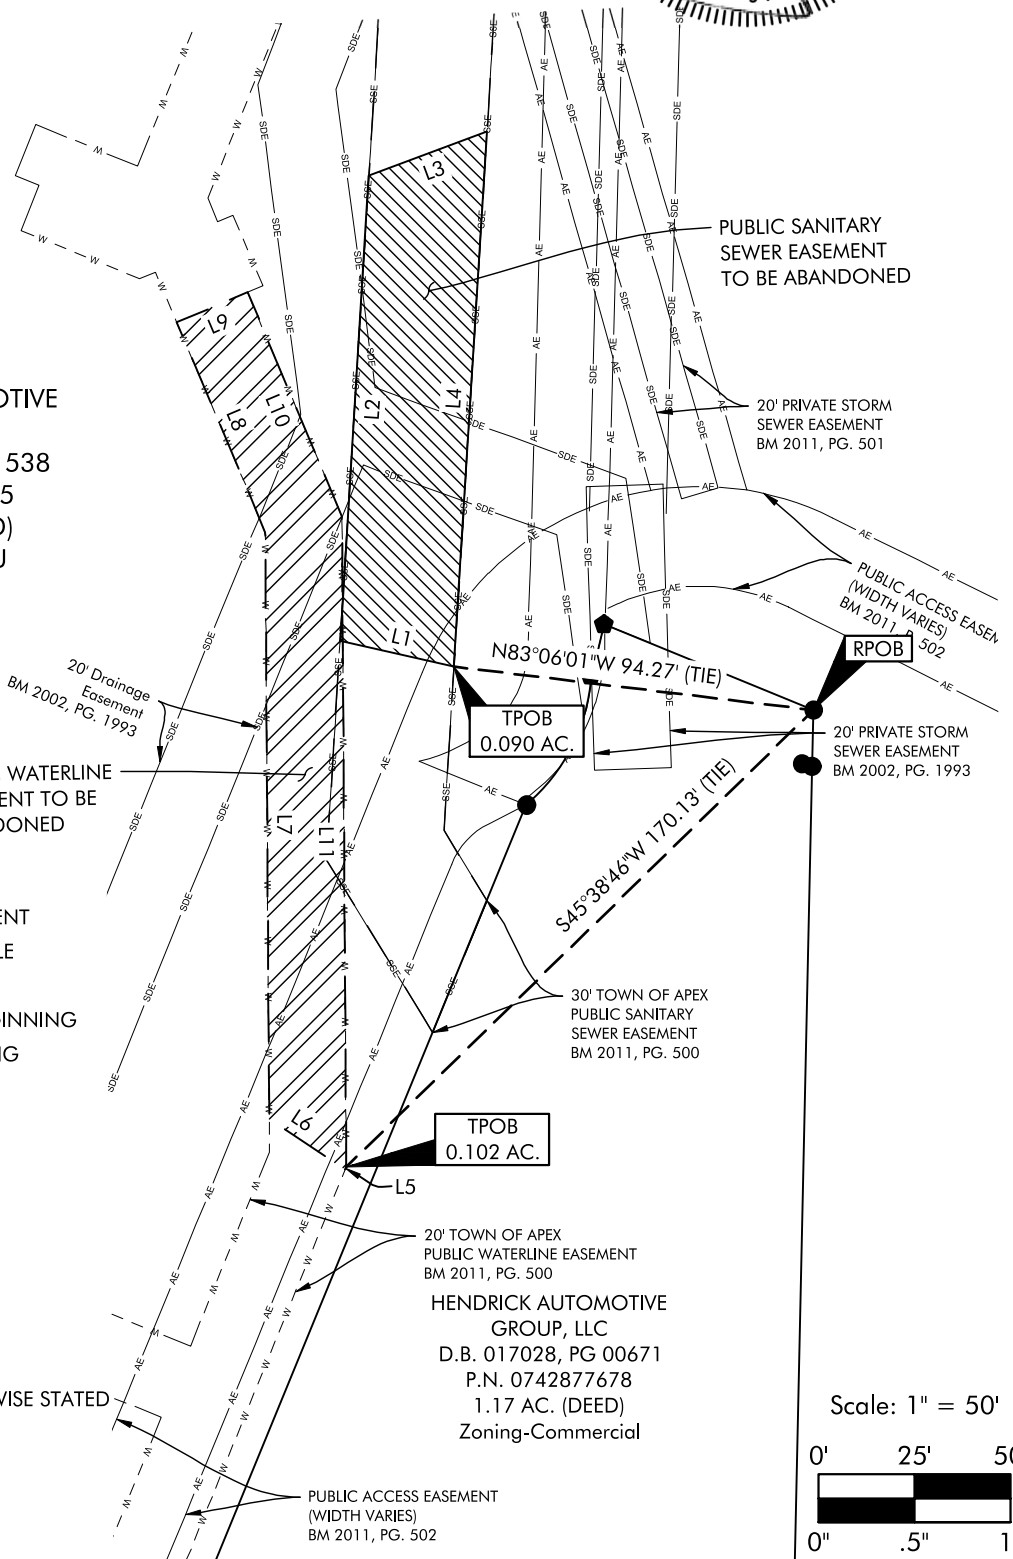 PUBLIC SANITARY
SEWER EASEMENT
TO BE ABANDONED
L3
L9
L8
L10
L2
L4
OTIVE
538
5
)
U
20' PRIVATE STORM
SEWER EASEMENT
BM 2011, PG. 501
PUBLIC ACCESS EASEM
(WIDTH VARIES)
BM 2011, P 502
RPOB
L1
N83°06'01"W 94.27' (TIE)
20' Drainage
Easement
BM 2002, PG. 1993
TPOB
0.090 AC.
20' PRIVATE STORM
SEWER EASEMENT
BM 2002, PG. 1993
WATERLINE
ENT TO BE
DONED
L7
L11
S45°38'46"W 170.13' (TIE)
ENT
LE
INNING
G
30' TOWN OF APEX
PUBLIC SANITARY
SEWER EASEMENT
BM 2011, PG. 500
L6
TPOB
0.102 AC.
L5
20' TOWN OF APEX
PUBLIC WATERLINE EASEMENT
BM 2011, PG. 500
HENDRICK AUTOMOTIVE
GROUP, LLC
D.B. 017028, PG 00671
P.N. 0742877678
1.17 AC. (DEED)
Zoning-Commercial
WISE STATED
PUBLIC ACCESS EASEMENT
(WIDTH VARIES)
BM 2011, PG. 502
Scale: 1" = 50'
0' 25' 50
0" .5" 1
SDE
SSE
AE
W